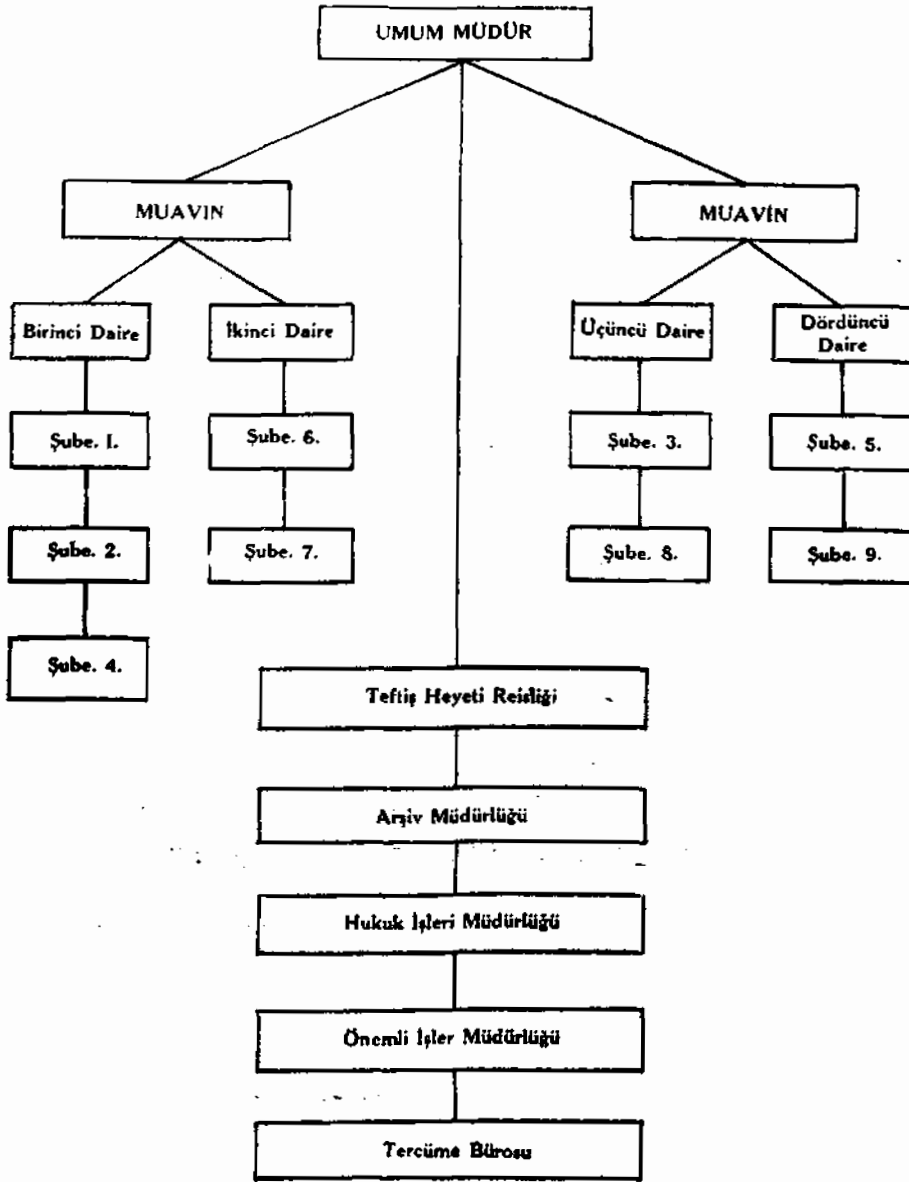 UMUM MÜDÜR
MUAVIN
MUAVİN
Birinci Daire
İkinci Daire
Üçüncü Daire
Dördüncü
Daire
Şube. 1.
Şube. 6.
Şube. 3.
Şube. 5.
Şube. 2.
Şube. 7.
Şube. 8.
Şube. 9.
Şube. 4.
Teftiş Heyeti Reisliği
Arşiv Müdürlüğü
Hukuk İşleri Müdürlüğü
Önemli İşler Müdürlüğü
Tercüme Bürosu